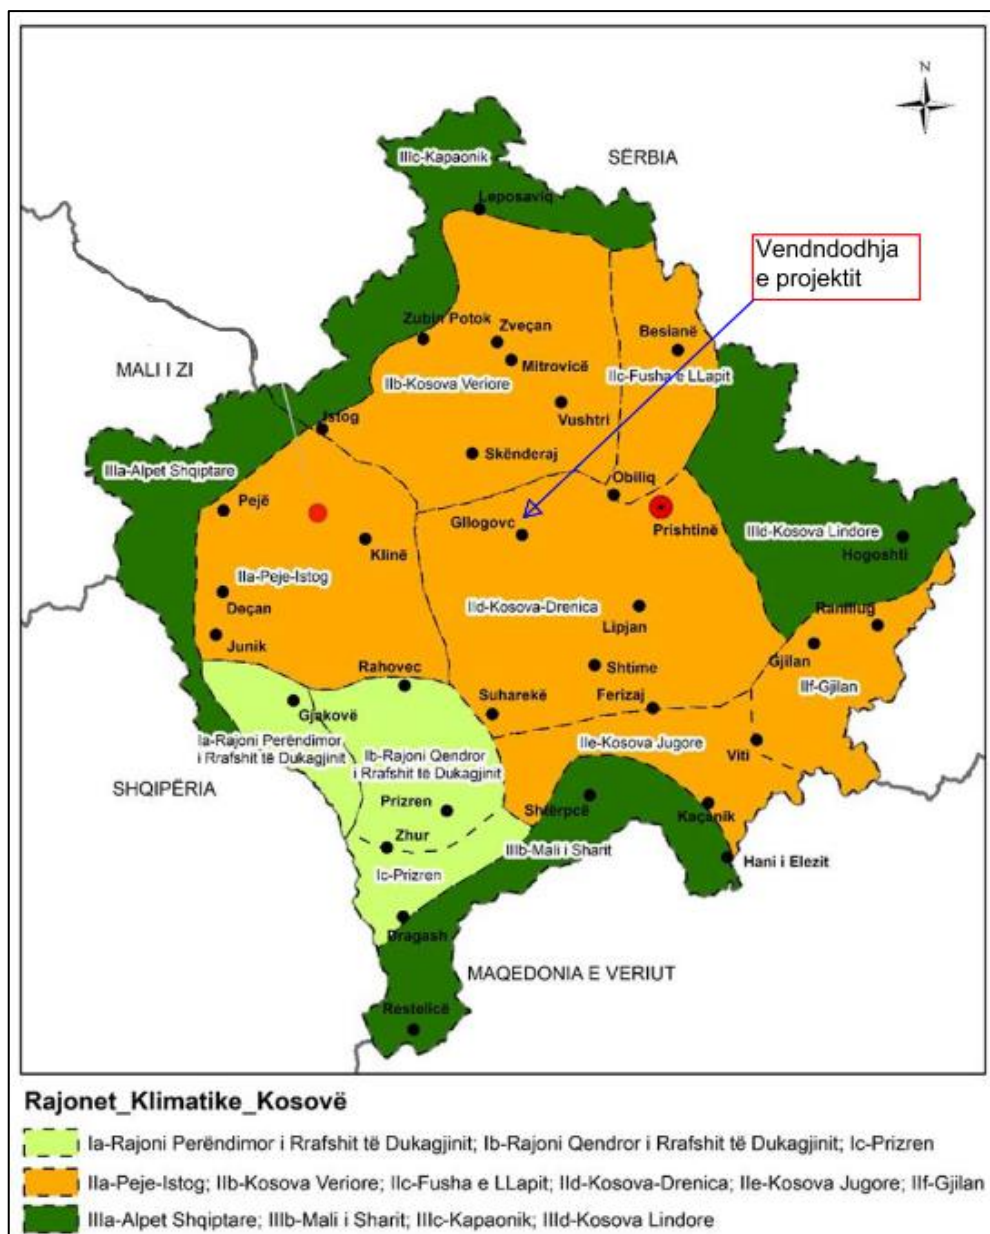 N
IIIc-Kapaonik
SËRBIA
Leposaviq
Vendndodhja
e projektit
Zubin Potok
Zveçan
Besianë
Mitrovicë
MALI I ZI
IIb-Kosova Veriore
IIc-Fusha e LLapit
Vushtri
Istog
Skënderaj
IIIa-Alpet Shqiptare
Obiliq
Pejë
Gllogovc
Prishtinë
IIId-Kosova Lindore
Klinë
Hogoshti
IIa-Peje-Istog
Deçan
IId-Kosova-Drenica
Ranillug
Lipjan
Junik
Gjilan
Rahovec
Shtime
IIf-Gjilan
Suharekë
Ferizaj
Gjakovë
Ia-Rajoni Perëndimor
i Rrafshit të Dukagjinit
IIe-Kosova Jugore
Viti
Ib-Rajoni Qendror
i Rrafshit të Dukagjinit
SHQIPËRIA
Prizren
Shtërpcë
Kaçanik
Zhur
IIIb-Mali i Sharit
Hani i Elezit
Ic-Prizren
Dragash
MAQEDONIA E VERIUT
Restelicë
Rajonet_Klimatike_Kosovë
Ia-Rajoni Perëndimor i Rrafshit të Dukagjinit; Ib-Rajoni Qendror i Rrafshit të Dukagjinit; Ic-Prizren
IIa-Peje-Istog; IIb-Kosova Veriore; IIc-Fusha e LLapit; IId-Kosova-Drenica; IIe-Kosova Jugore; IIf-Gjilan
IIIa-Alpet Shqiptare; IIIb-Mali i Sharit; IIIc-Kapaonik; IIId-Kosova Lindore